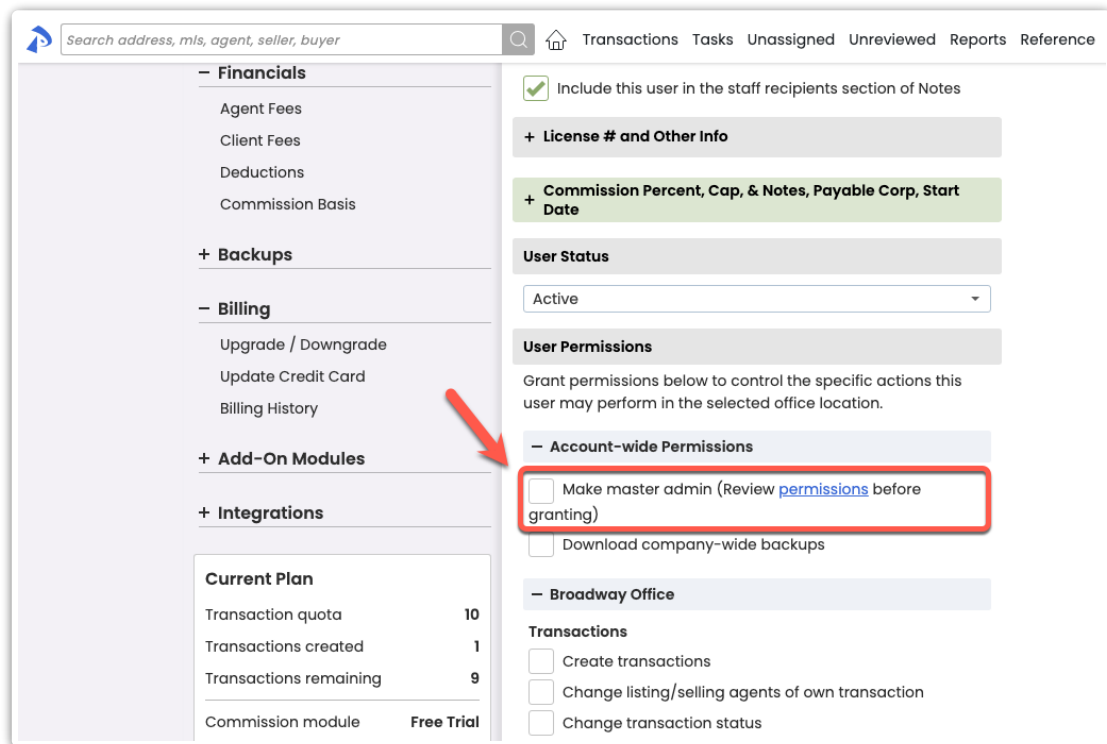 Search address, mls, agent, seller, buyer
Transactions Tasks Unassigned Unreviewed Reports Reference
− Financials
Agent Fees
Client Fees
Deductions
Commission Basis
+ Backups
− Billing
Upgrade / Downgrade
Update Credit Card
Billing History
+ Add-On Modules
+ Integrations
Current Plan
Transaction quota 10
Transactions created 1
Transactions remaining 9
Commission module Free Trial
Include this user in the staff recipients section of Notes
+ License # and Other Info
+ Commission Percent, Cap, & Notes, Payable Corp, Start
Date
User Status
Active
User Permissions
Grant permissions below to control the specific actions this
user may perform in the selected office location.
− Account-wide Permissions
Make master admin (Review permissions before
granting)
Download company-wide backups
− Broadway Office
Transactions
Create transactions
Change listing/selling agents of own transaction
Change transaction status